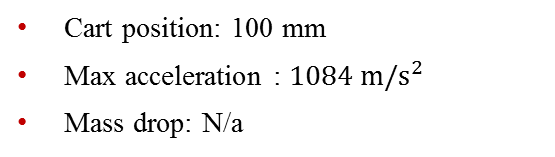 • Cart position: 100 mm
• Max acceleration : 1084 m/s²
• Mass drop: N/a